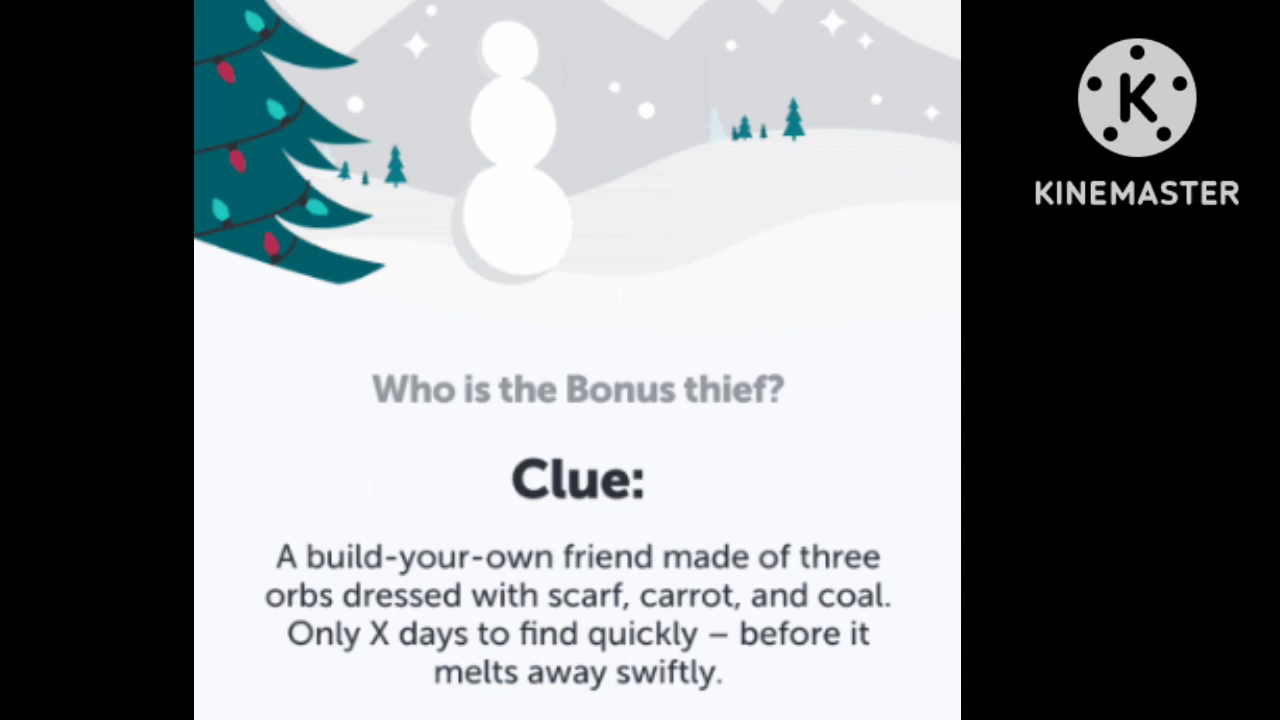 KINEMASTER
Who is the Bonus thief?
Clue:
A build-your-own friend made of three
orbs dressed with scarf, carrot, and coal.
Only X days to find quickly – before it
melts away swiftly.